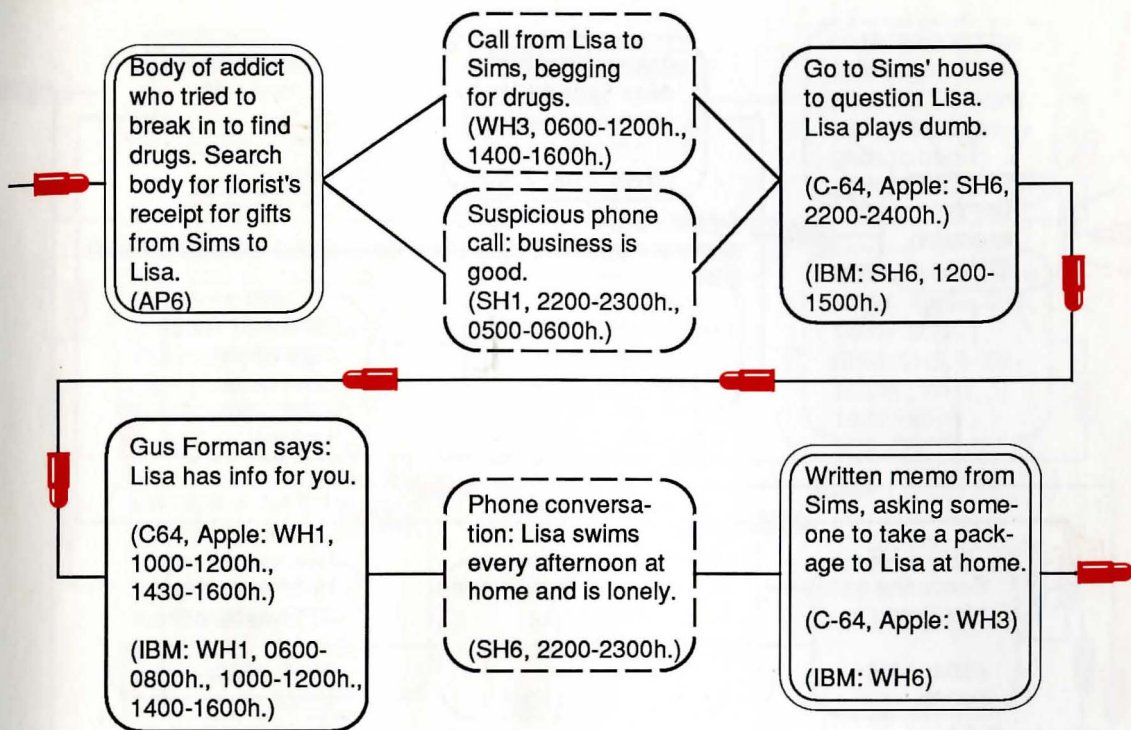 Body of addict
who tried to
break in to find
drugs. Search
body for florist's
receipt for gifts
from Sims to
Lisa.
(AP6)
Call from Lisa to
Sims, begging
for drugs.
(WH3, 0600-1200h.,
1400-1600h.)
Suspicious phone
call: business is
good.
(SH1, 2200-2300h.,
0500-0600h.)
Go to Sims' house
to question Lisa.
Lisa plays dumb.
(C-64, Apple: SH6,
2200-2400h.)
(IBM: SH6, 1200-
1500h.)
Gus Forman says:
Lisa has info for you.
(C64, Apple: WH1,
1000-1200h.,
1430-1600h.)
(IBM: WH1, 0600-
0800h., 1000-1200h.,
1400-1600h.)
Phone conversa-
tion: Lisa swims
every afternoon at
home and is lonely.
(SH6, 2200-2300h.)
Written memo from
Sims, asking some-
one to take a pack-
age to Lisa at home.
(C-64, Apple: WH3)
(IBM: WH6)